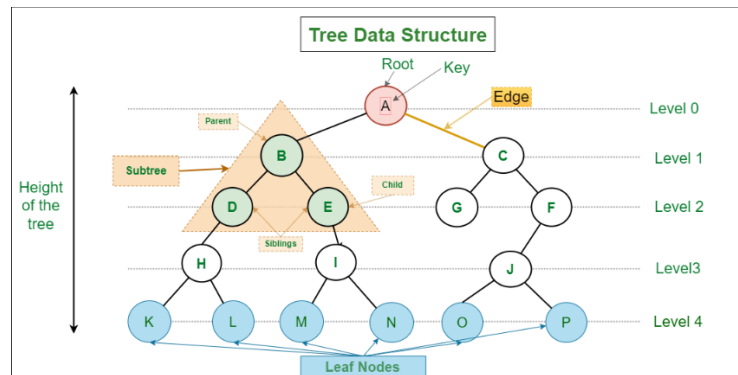 Tree Data Structure
Root
Key
A
Edge
Level 0
Parent
B
C
Level 1
Subtree
Child
Height
of the
tree
D
E
G
F
Level 2
Siblings
H
I
J
Level3
K
L
M
N
O
P
Level 4
Leaf Nodes